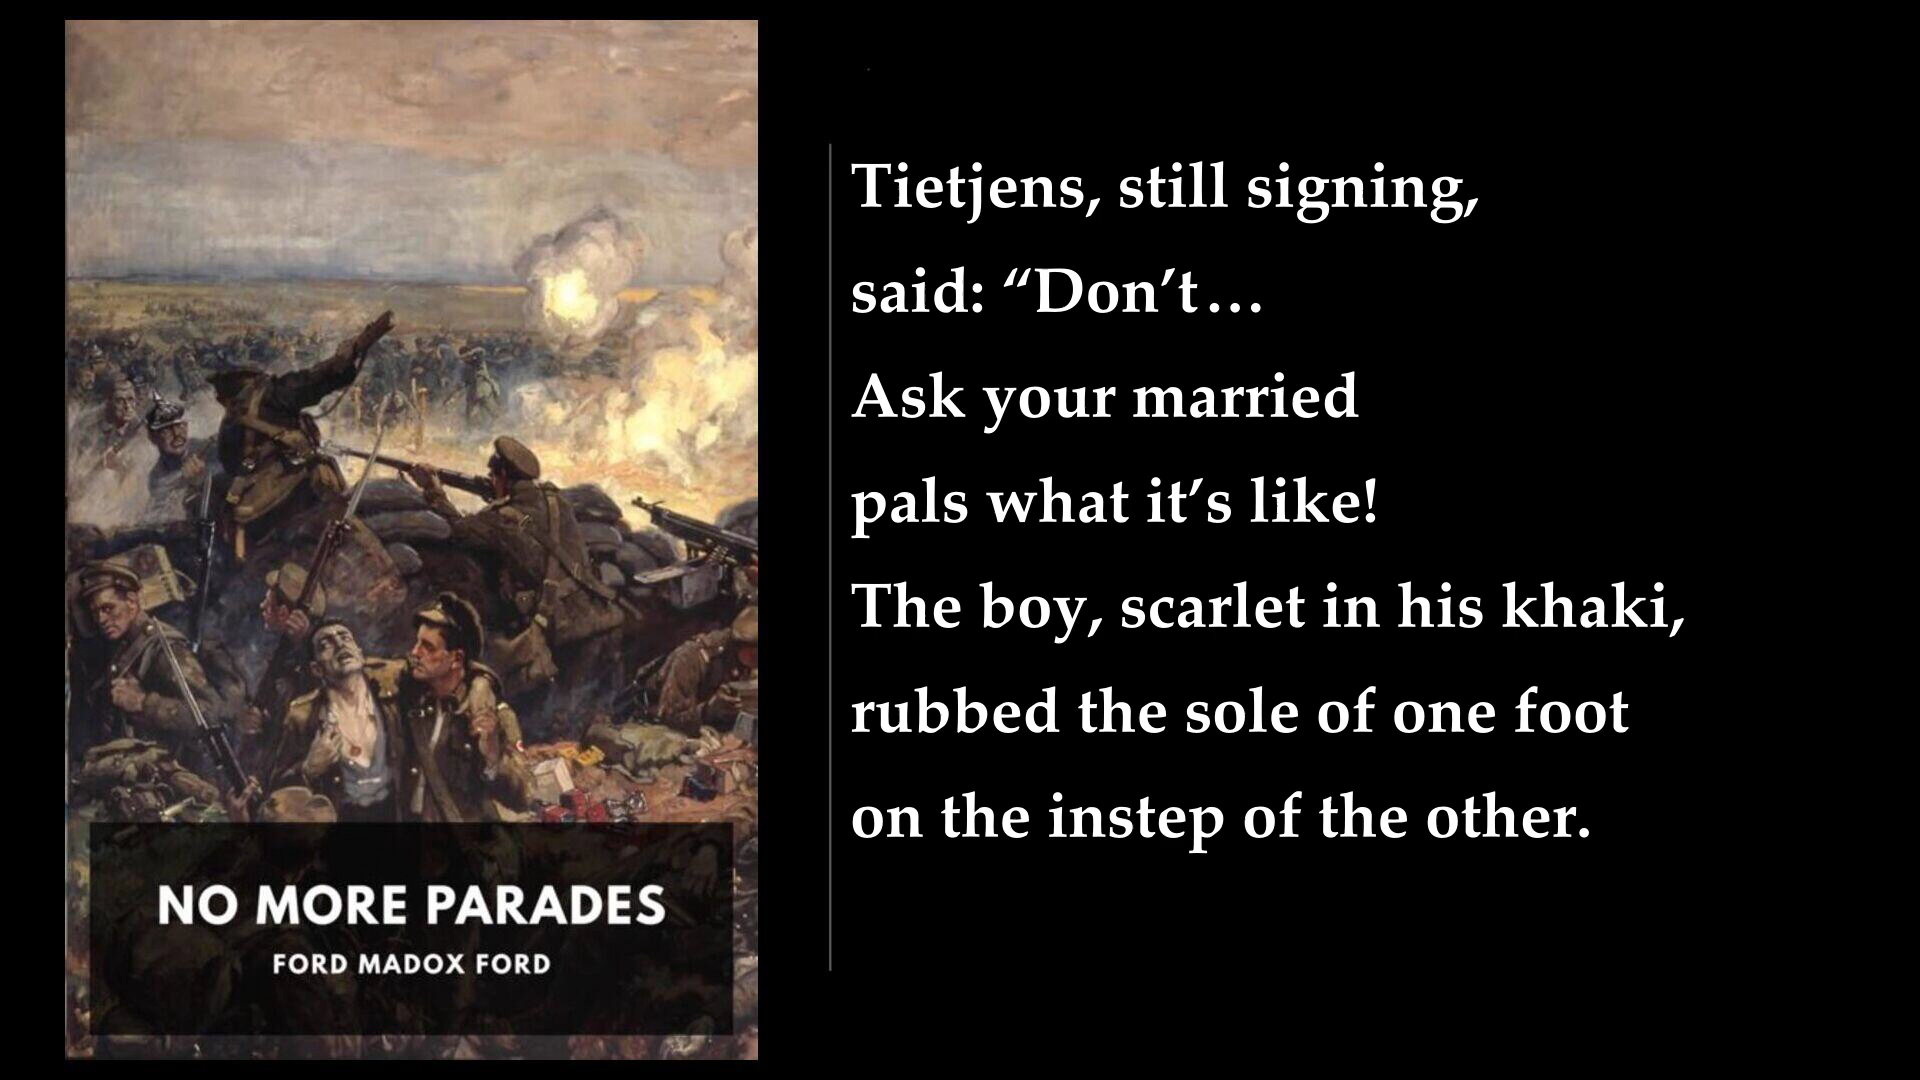 Tietjens, still signing,
said: “Don’t…
Ask your married
pals what it’s like!
The boy, scarlet in his khaki,
rubbed the sole of one foot
on the instep of the other.
NO MORE PARADES
FORD MADOX FORD